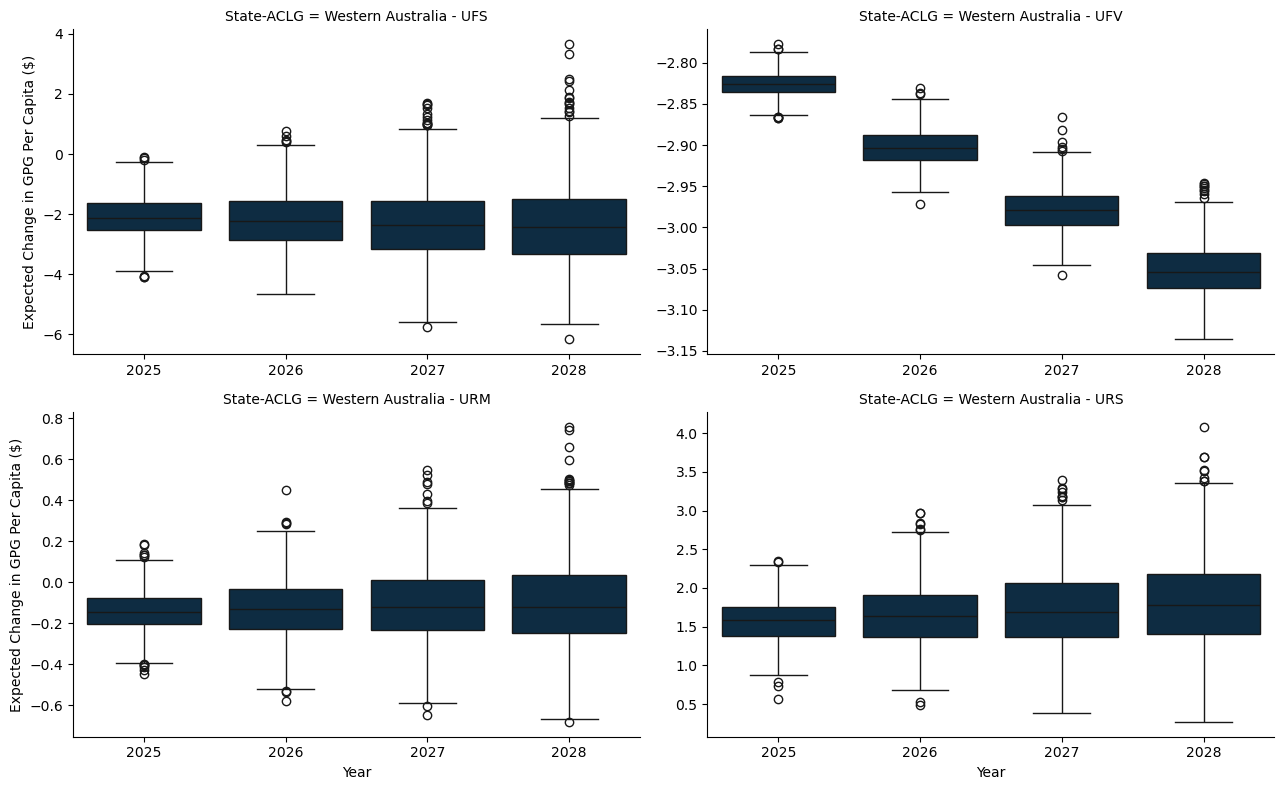 State-ACLG = Western Australia - UFS
Expected Change in GPG Per Capita ($)
4
2
0
−2
−4
−6
2025 2026 2027 2028
State-ACLG = Western Australia - UFV
−2.80
−2.85
−2.90
−2.95
−3.00
−3.05
−3.10
−3.15
2025 2026 2027 2028
State-ACLG = Western Australia - URM
Expected Change in GPG Per Capita ($)
0.8
0.6
0.4
0.2
0.0
−0.2
−0.4
−0.6
2025 2026 2027 2028
Year
State-ACLG = Western Australia - URS
4.0
3.5
3.0
2.5
2.0
1.5
1.0
0.5
2025 2026 2027 2028
Year